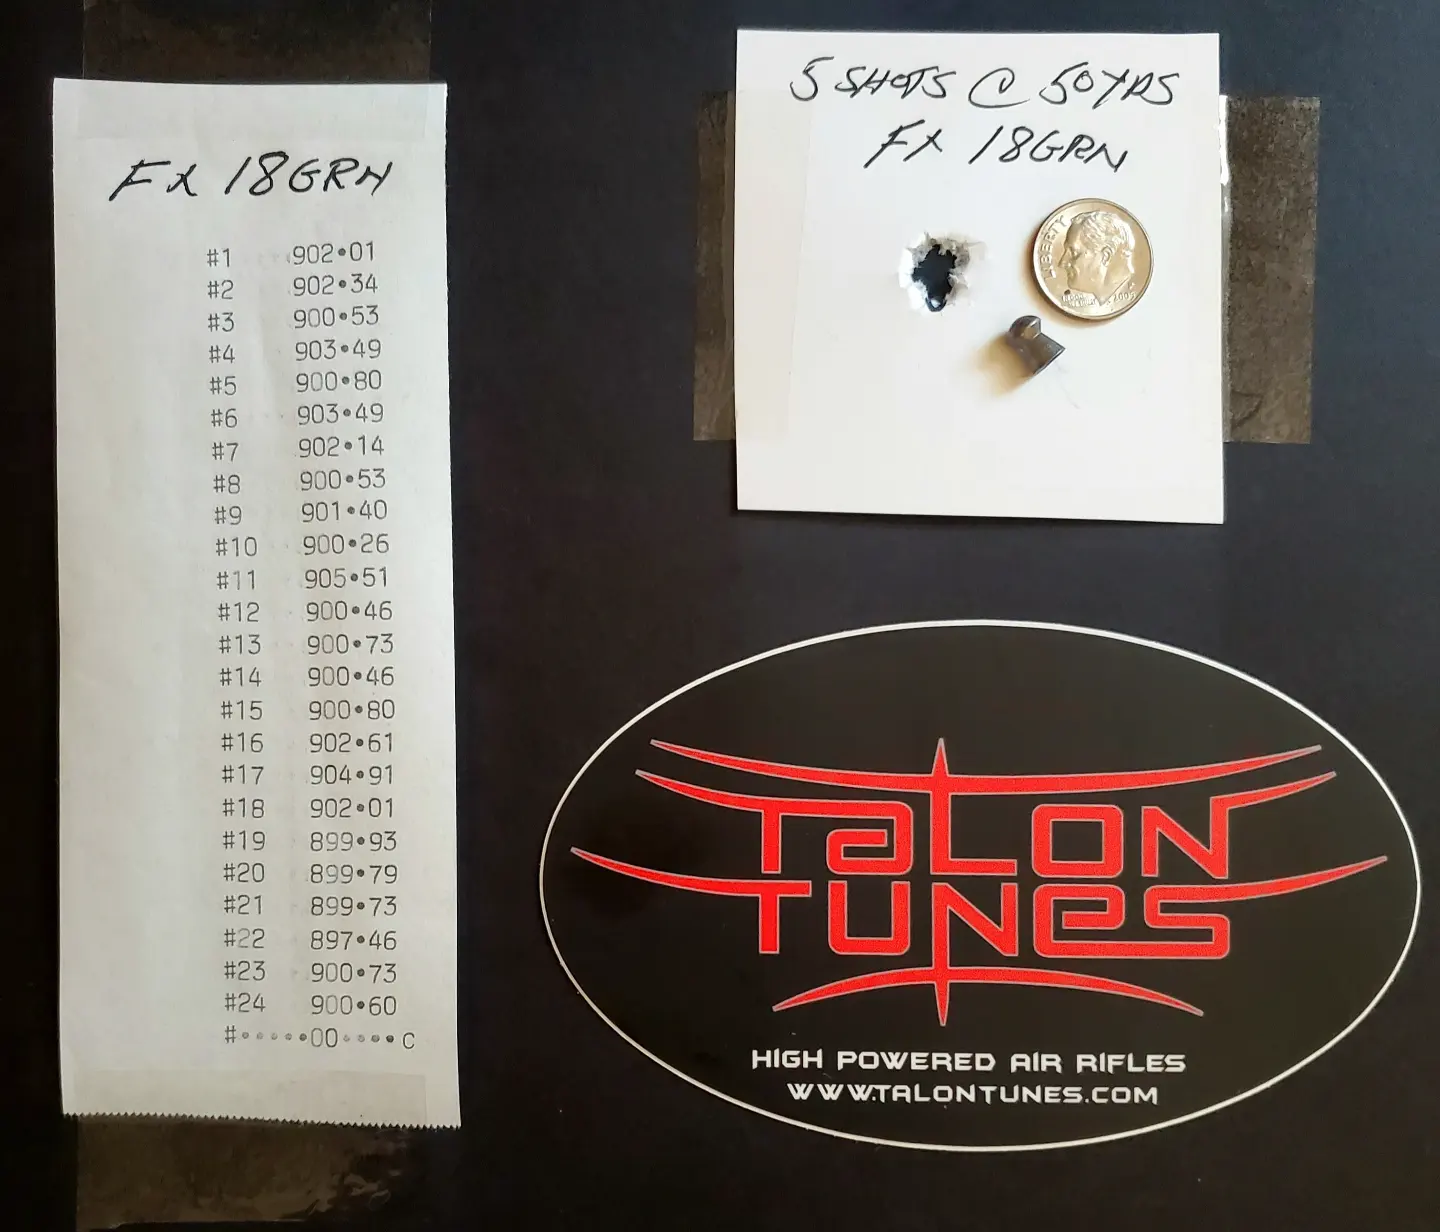 FX 18GRN
#1 902•01
#2 902•34
#3 900•53
#4 903•49
#5 900•80
#6 903•49
#7 902•14
#8 900•53
#9 901•40
#10 900•26
#11 905•51
#12 900•46
#13 900•73
#14 900•46
#15 900•80
#16 902•61
#17 904•91
#18 902•01
#19 899•93
#20 899•79
#21 899•73
#22 897•46
#23 900•73
#24 900•60
#•••••00••••C
5 SHOTS @ 50YDS
FX 18GRN
LIBERTY
2005
TALON
TUNES
HIGH POWERED AIR RIFLES
WWW.TALONTUNES.COM